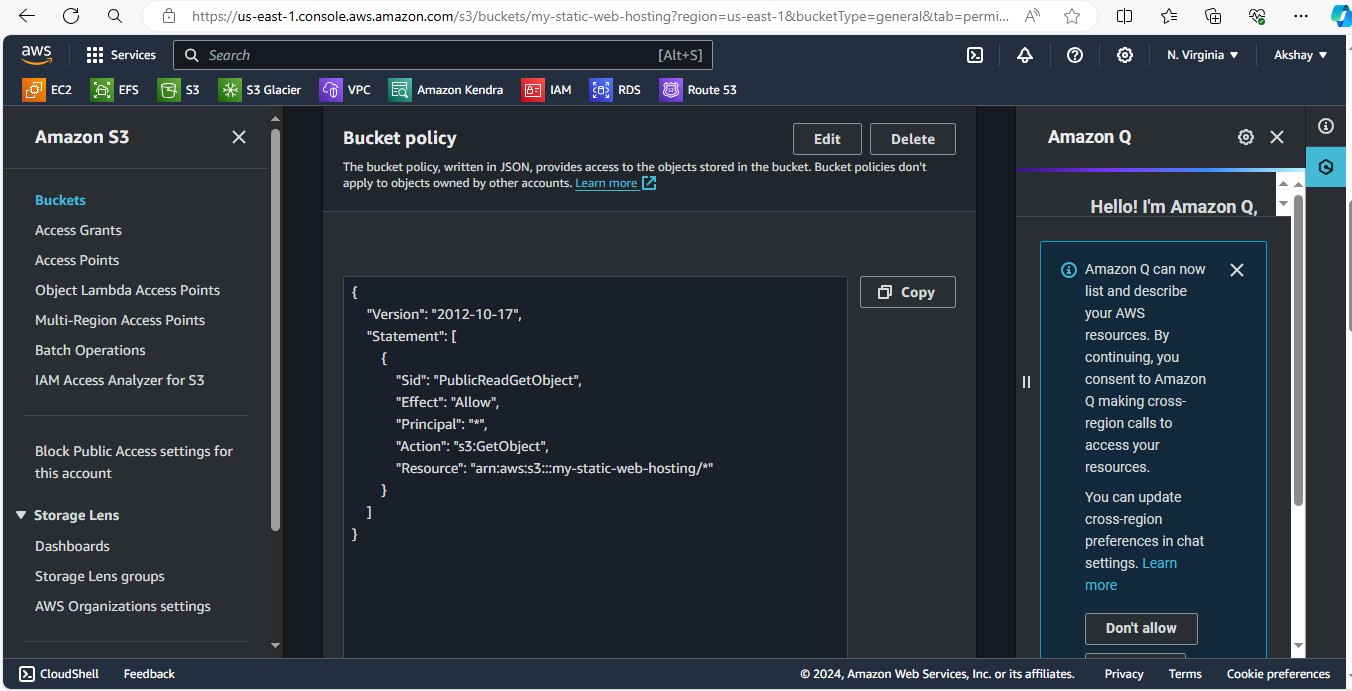 https://us-east-1.console.aws.amazon.com/s3/buckets/my-static-web-hosting?region=us-east-1&bucketType=general&tab=permi...
aws
Services
Search
[Alt+S]
N. Virginia
Akshay
EC2
EFS
S3
S3 Glacier
VPC
Amazon Kendra
IAM
RDS
Route 53
Amazon S3
Buckets
Access Grants
Access Points
Object Lambda Access Points
Multi-Region Access Points
Batch Operations
IAM Access Analyzer for S3
Block Public Access settings for
this account
Storage Lens
Dashboards
Storage Lens groups
AWS Organizations settings
Bucket policy
Edit
Delete
The bucket policy, written in JSON, provides access to the objects stored in the bucket. Bucket policies don't
apply to objects owned by other accounts. Learn more
Copy
{
"Version": "2012-10-17",
"Statement": [
{
"Sid": "PublicReadGetObject",
"Effect": "Allow",
"Principal": "*",
"Action": "s3:GetObject",
"Resource": "arn:aws:s3:::my-static-web-hosting/*"
}
]
}
Amazon Q
Hello! I'm Amazon Q,
Amazon Q can now
list and describe
your AWS
resources. By
continuing, you
consent to Amazon
Q making cross-
region calls to
access your
resources.
You can update
cross-region
preferences in chat
settings. Learn
more
Don't allow
CloudShell
Feedback
© 2024, Amazon Web Services, Inc. or its affiliates.
Privacy
Terms
Cookie preferences